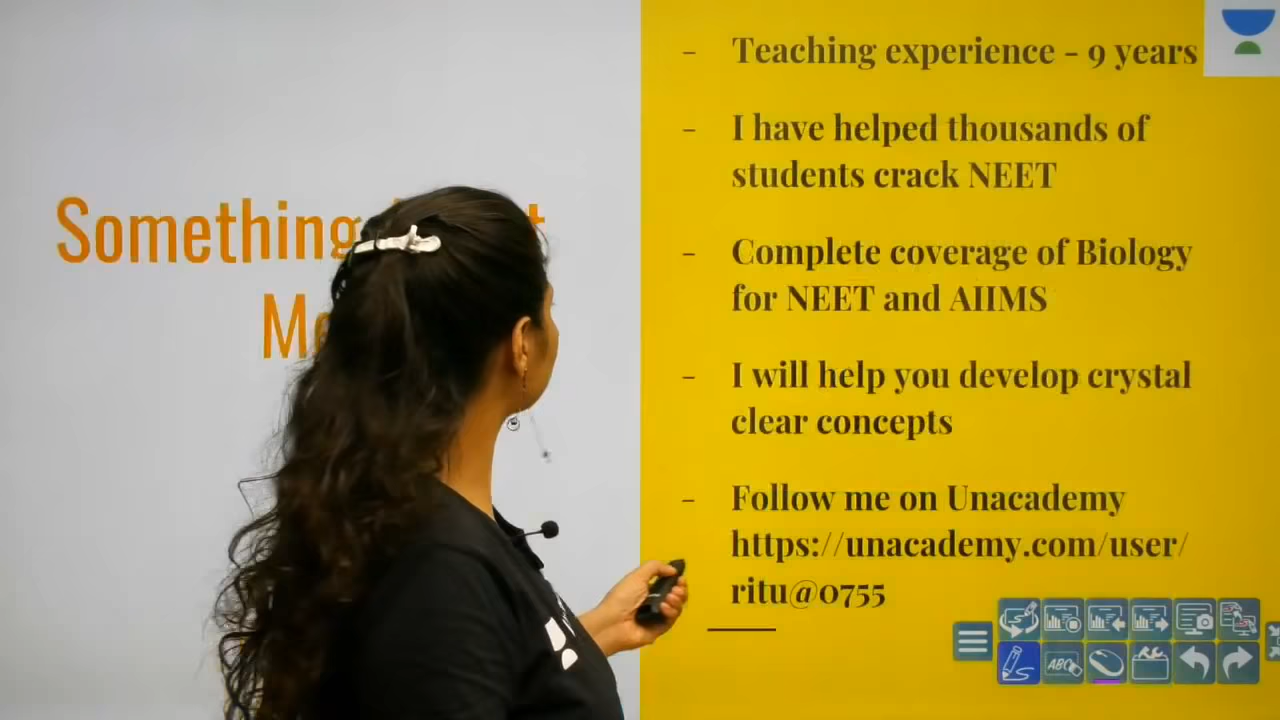 Something
- Teaching experience - 9 years
- I have helped thousands of
students crack NEET
- Complete coverage of Biology
for NEET and AIIMS
- I will help you develop crystal
clear concepts
- Follow me on Unacademy
https://unacademy.com/user/
ritu@0755
ABC